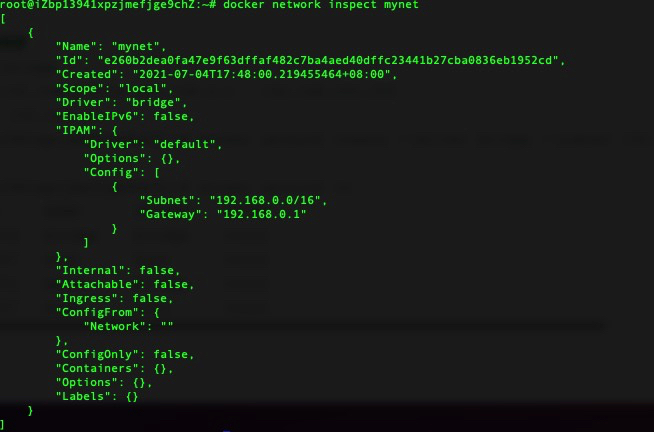 root@iZbp13941xpzjmefjge9chZ:~# docker network inspect mynet
[
    {
        "Name": "mynet",
        "Id": "e260b2dea0fa47e9f63dffaf482c7ba4aed40dffc23441b27cba0836eb1952cd",
        "Created": "2021-07-04T17:48:00.219455464+08:00",
        "Scope": "local",
        "Driver": "bridge",
        "EnableIPv6": false,
        "IPAM": {
            "Driver": "default",
            "Options": {},
            "Config": [
                {
                    "Subnet": "192.168.0.0/16",
                    "Gateway": "192.168.0.1"
                }
            ]
        },
        "Internal": false,
        "Attachable": false,
        "Ingress": false,
        "ConfigFrom": {
            "Network": ""
        },
        "ConfigOnly": false,
        "Containers": {},
        "Options": {},
        "Labels": {}
    }
]